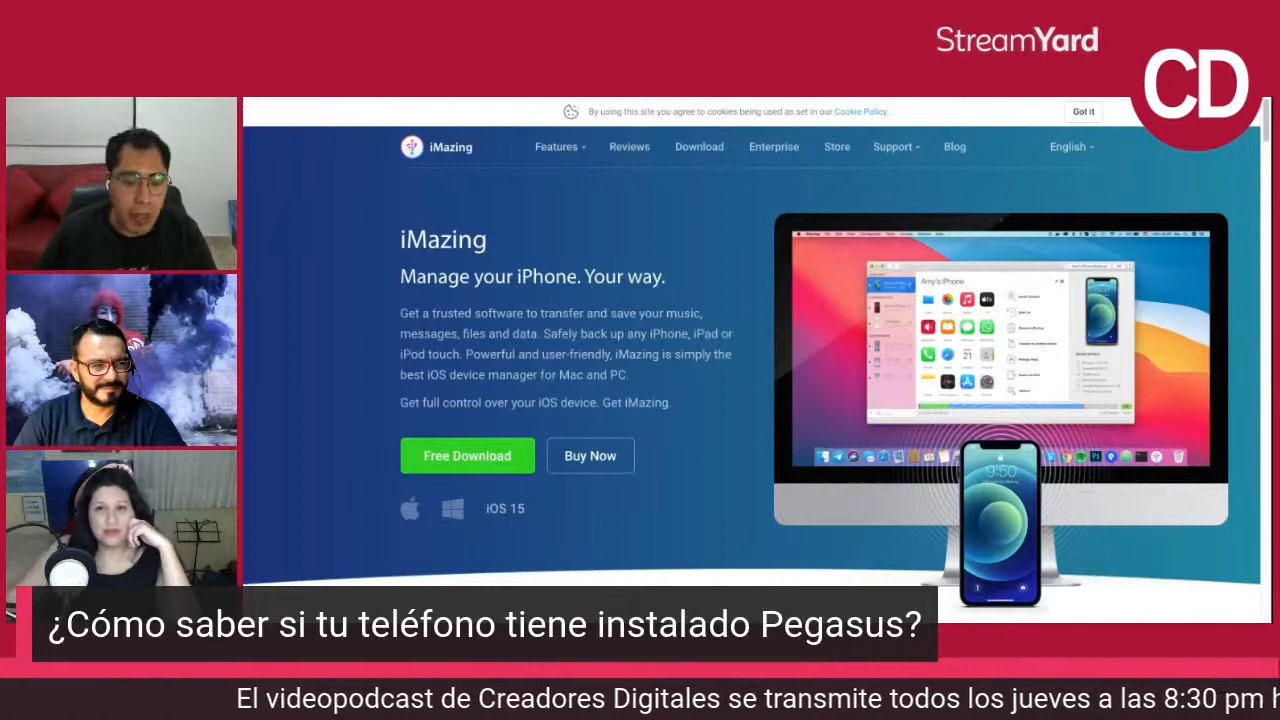 StreamYard
CD
By using this site you agree to cookies being used as set in our Cookie Policy.
Got it
iMazing
Features
Reviews
Download
Enterprise
Store
Support
Blog
English
iMazing
Manage your iPhone. Your way.
Get a trusted software to transfer and save your music,
messages, files and data. Safely back up any iPhone, iPad or
iPod touch. Powerful and user-friendly, iMazing is simply the
best iOS device manager for Mac and PC.
Get full control over your iOS device. Get iMazing.
Free Download
Buy Now
iOS 15
Amy's iPhone
9:50
¿Cómo saber si tu teléfono tiene instalado Pegasus?
El videopodcast de Creadores Digitales se transmite todos los jueves a las 8:30 pm h